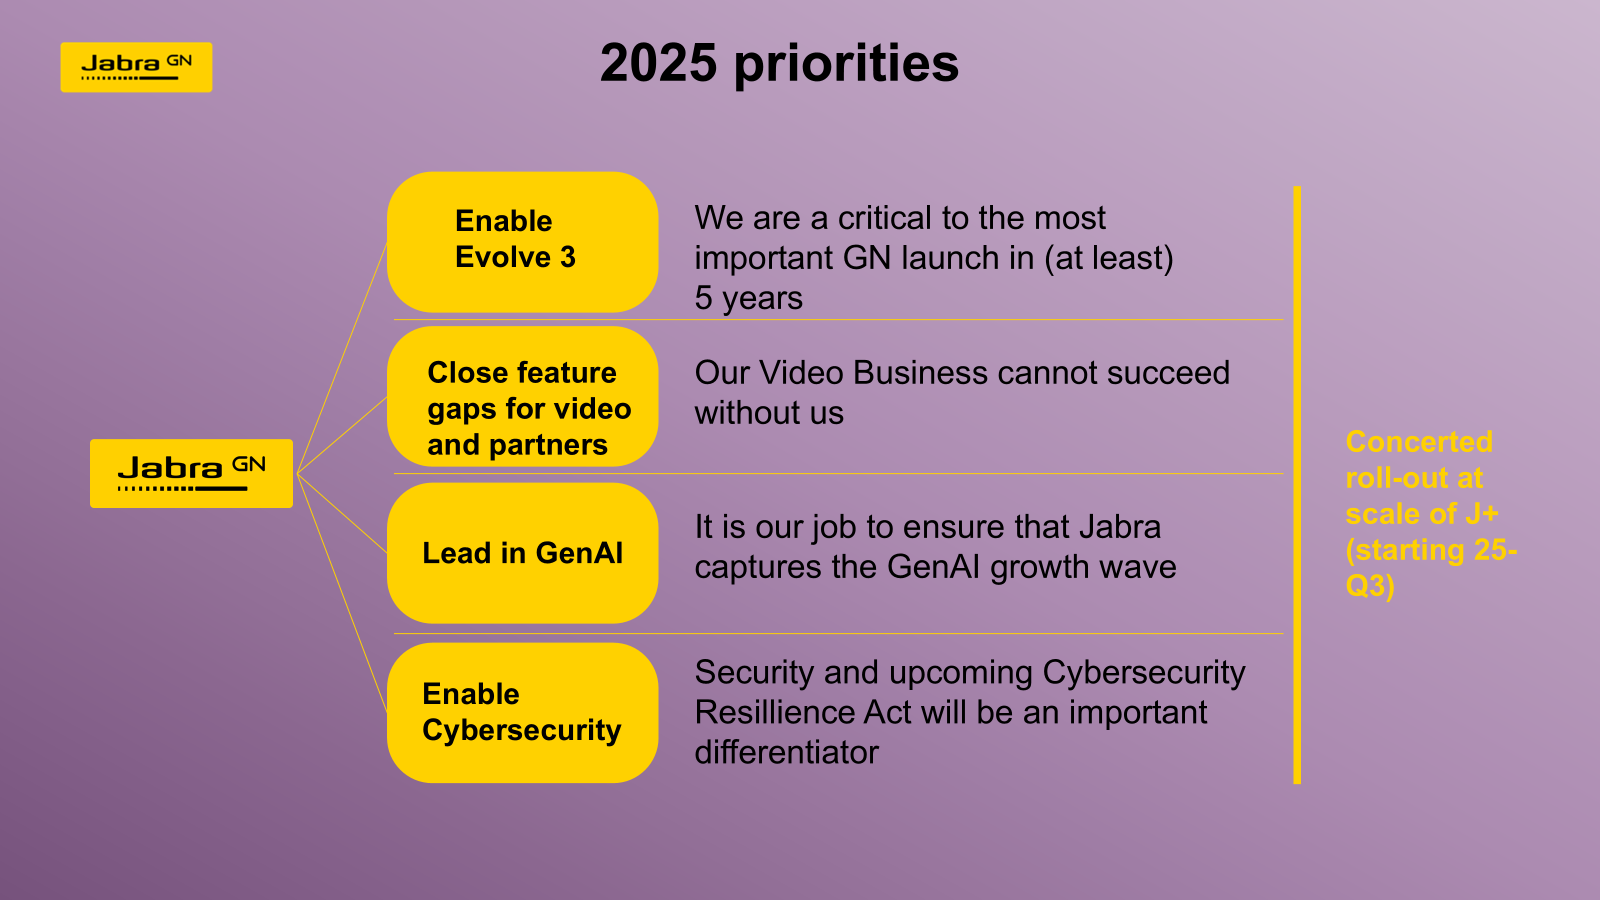 Jabra GN
2025 priorities
Enable
Evolve 3
We are a critical to the most
important GN launch in (at least)
5 years
Close feature
gaps for video
and partners
Our Video Business cannot succeed
without us
Jabra GN
Lead in GenAI
It is our job to ensure that Jabra
captures the GenAI growth wave
Enable
Cybersecurity
Security and upcoming Cybersecurity
Resillience Act will be an important
differentiator
Concerted
roll-out at
scale of J+
(starting 25-
Q3)